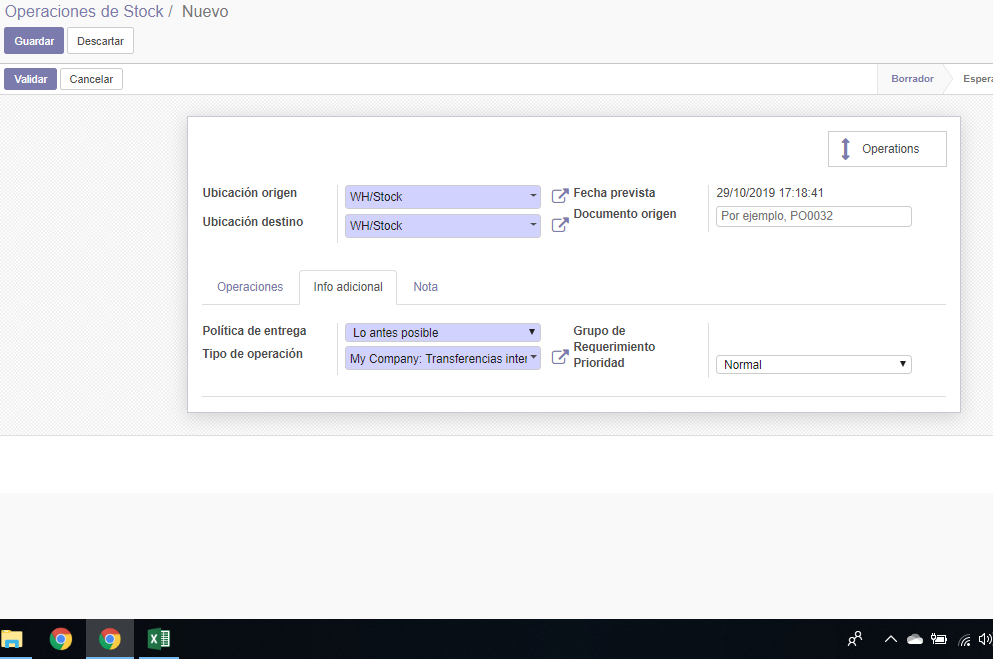 Operaciones de Stock / Nuevo
Guardar Descartar
Validar Cancelar Borrador Espera
Operations
Ubicación origen WH/Stock Fecha prevista 29/10/2019 17:18:41
Ubicación destino WH/Stock Documento origen Por ejemplo, PO0032
Operaciones Info adicional Nota
Política de entrega Lo antes posible Grupo de
Requerimiento
Tipo de operación My Company: Transferencias inter Prioridad Normal